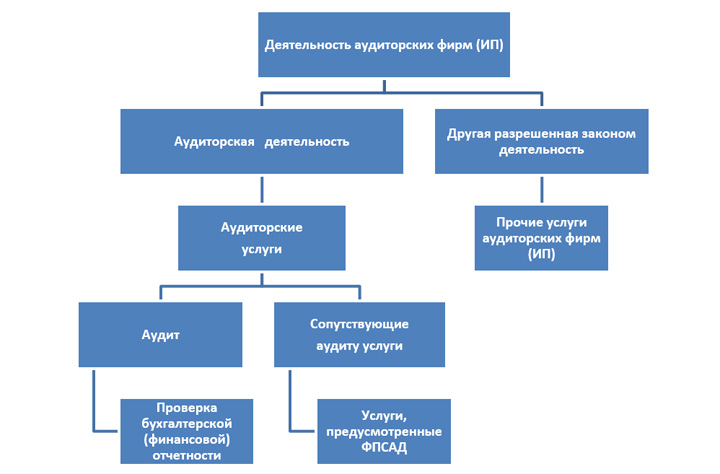 Деятельность аудиторских фирм (ИП)
Аудиторская деятельность
Другая разрешенная законом
деятельность
Аудиторские
услуги
Прочие услуги
аудиторских фирм
(ИП)
Аудит
Сопутствующие
аудиту услуги
Проверка
бухгалтерской
(финансовой)
отчетности
Услуги,
предусмотренные
ФПСАД